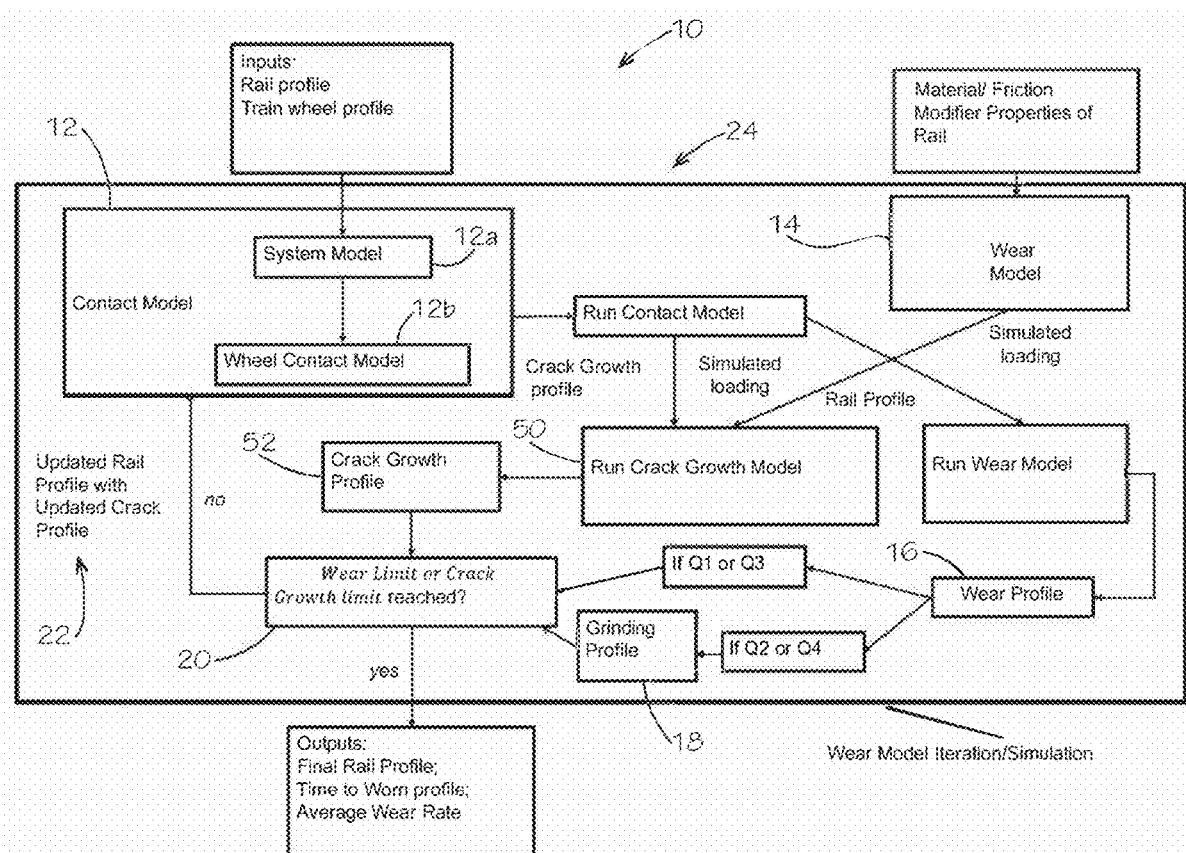 10
Inputs:
Rail profile
Train wheel profile
Material/ Friction
Modifier Properties of
Rail
12
24
System Model
12a
14
Wear
Model
Contact Model
12b
Run Contact Model
Wheel Contact Model
Crack Growth
profile
Simulated
loading
Simulated
loading
Rail Profile
50
52
Crack Growth
Profile
Run Crack Growth Model
Run Wear Model
Updated Rail
Profile with
Updated Crack
Profile
no
22
Wear Limit or Crack
Growth limit reached?
20
If Q1 or Q3
16
Wear Profile
Grinding
Profile
If Q2 or Q4
18
yes
Outputs:
Final Rail Profile;
Time to Worn profile;
Average Wear Rate
Wear Model Iteration/Simulation